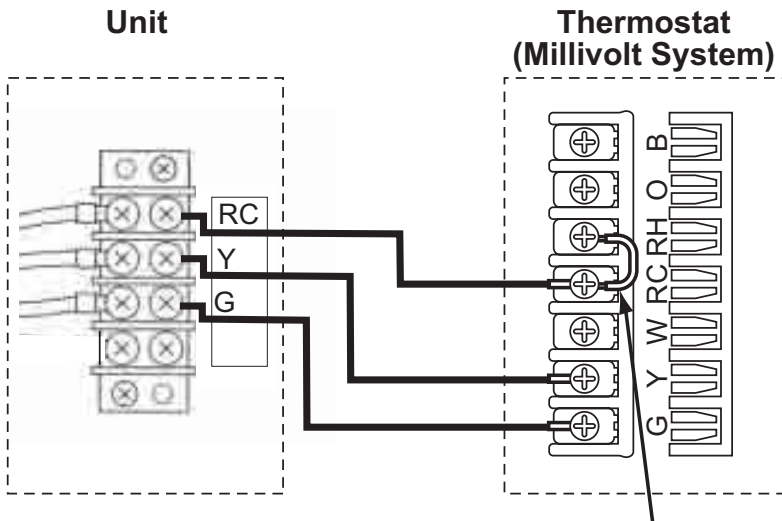 Unit
Thermostat
(Millivolt System)
RC
Y
G
B
O
RH
RC
W
Y
G